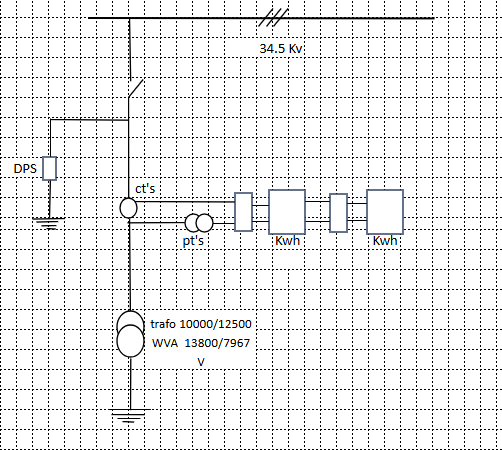 34.5 Kv
DPS
ct's
pt's
Kwh
Kwh
trafo 10000/12500
WVA 13800/7967
V